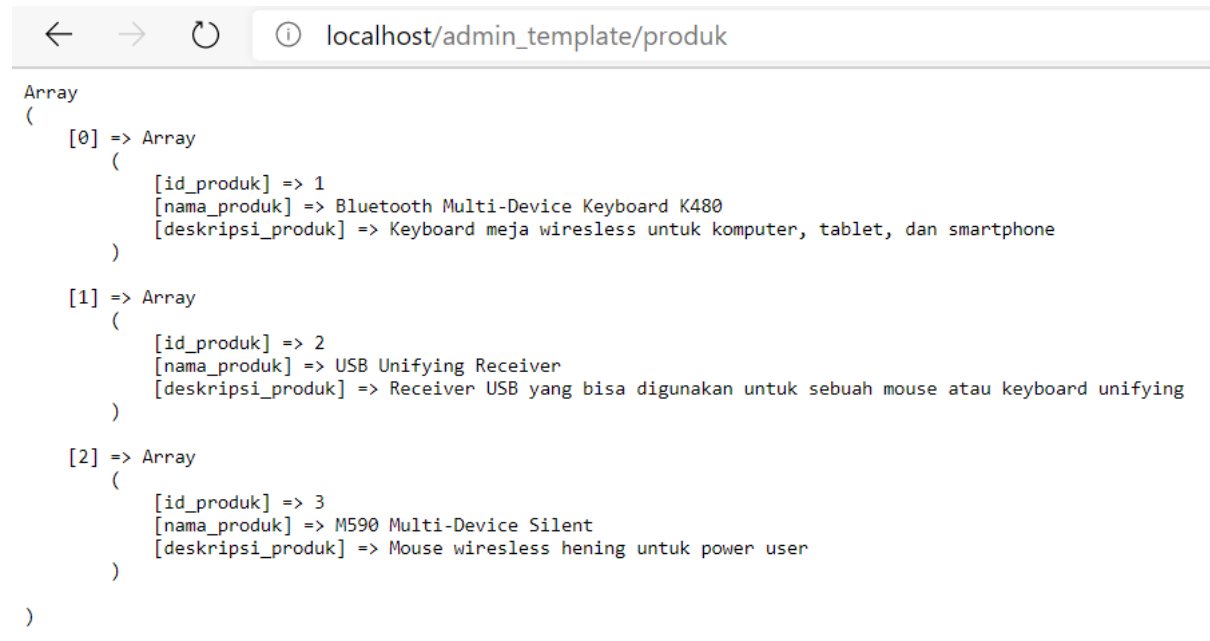 localhost/admin_template/produk
Array
(
    [0] => Array
        (
            [id_produk] => 1
            [nama_produk] => Bluetooth Multi-Device Keyboard K480
            [deskripsi_produk] => Keyboard meja wiresless untuk komputer, tablet, dan smartphone
        )
    [1] => Array
        (
            [id_produk] => 2
            [nama_produk] => USB Unifying Receiver
            [deskripsi_produk] => Receiver USB yang bisa digunakan untuk sebuah mouse atau keyboard unifying
        )
    [2] => Array
        (
            [id_produk] => 3
            [nama_produk] => M590 Multi-Device Silent
            [deskripsi_produk] => Mouse wiresless hening untuk power user
        )
)